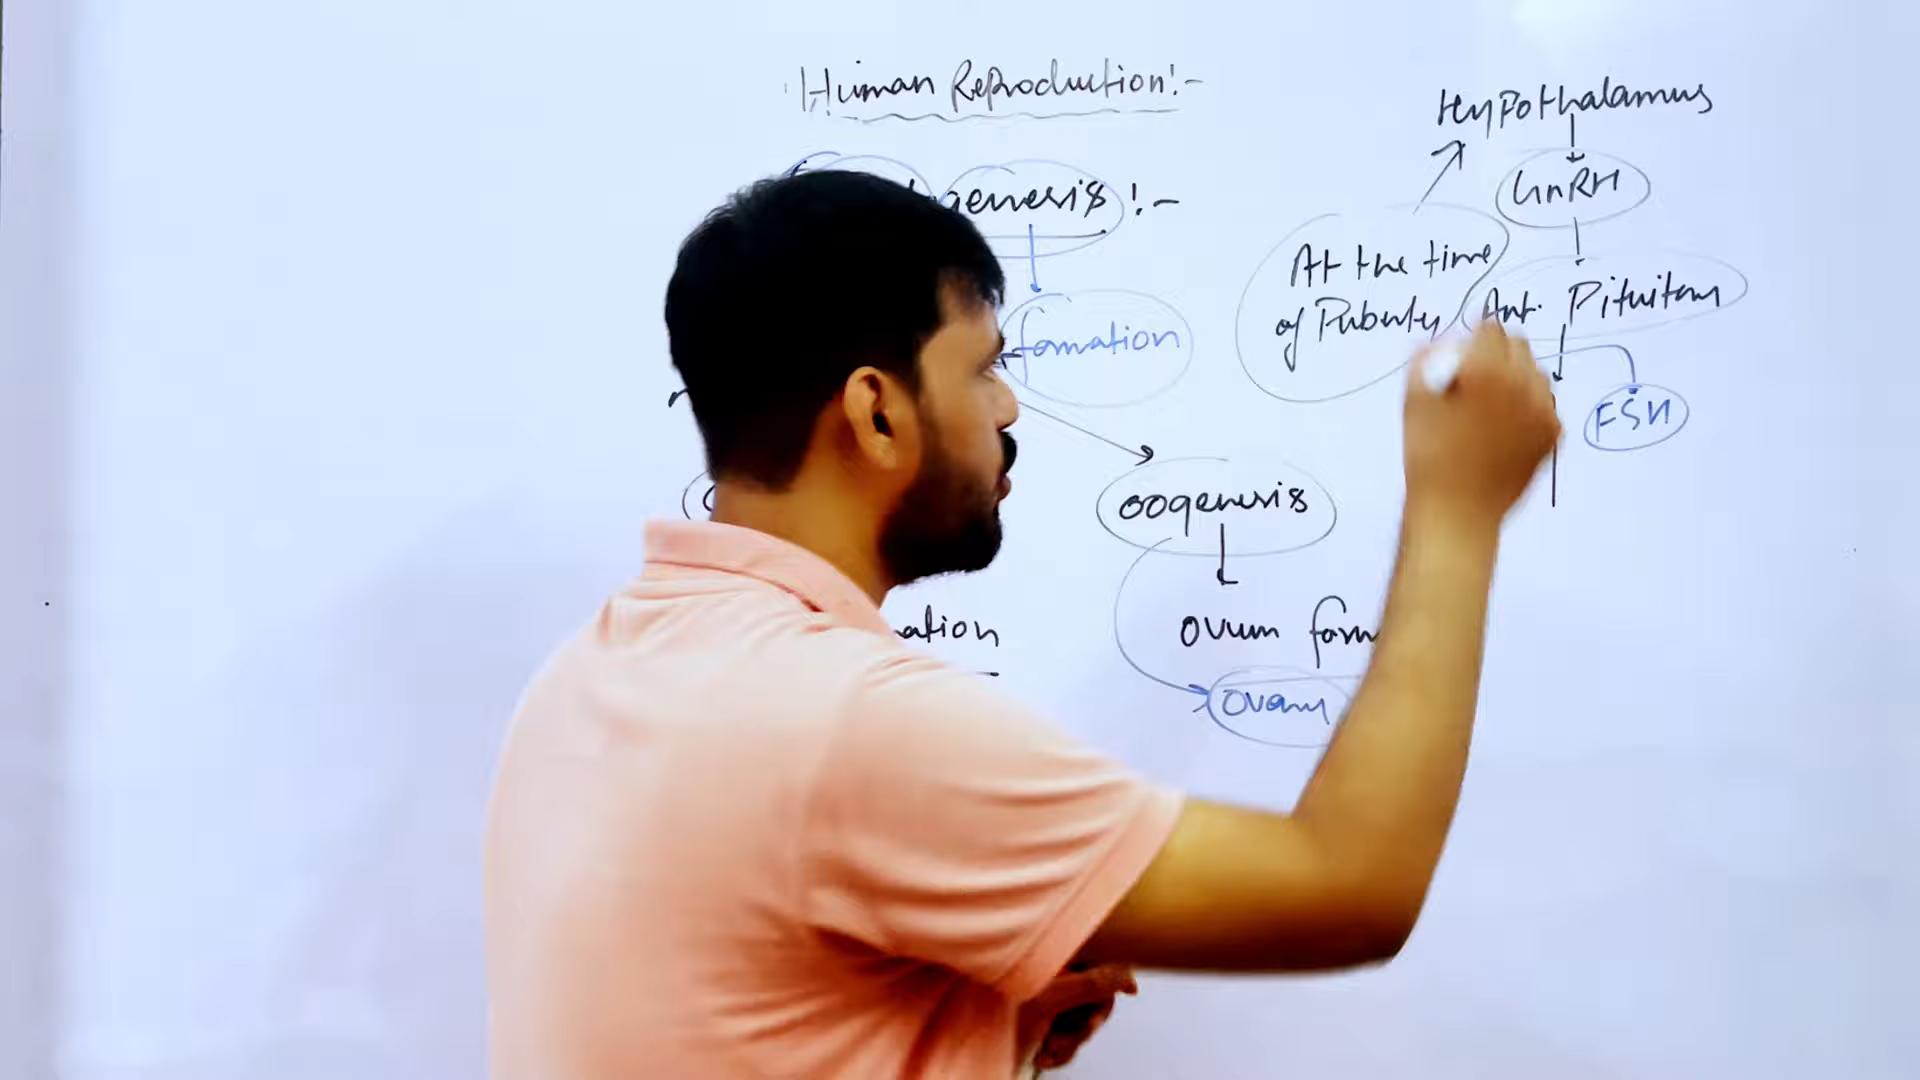 Human Reproduction:-
genesis :-
formation
oogenesis
ation
ovum form
ovary
Hypothalamus
GnRH
At the time
of Puberty
Ant. Pituitary
FSH